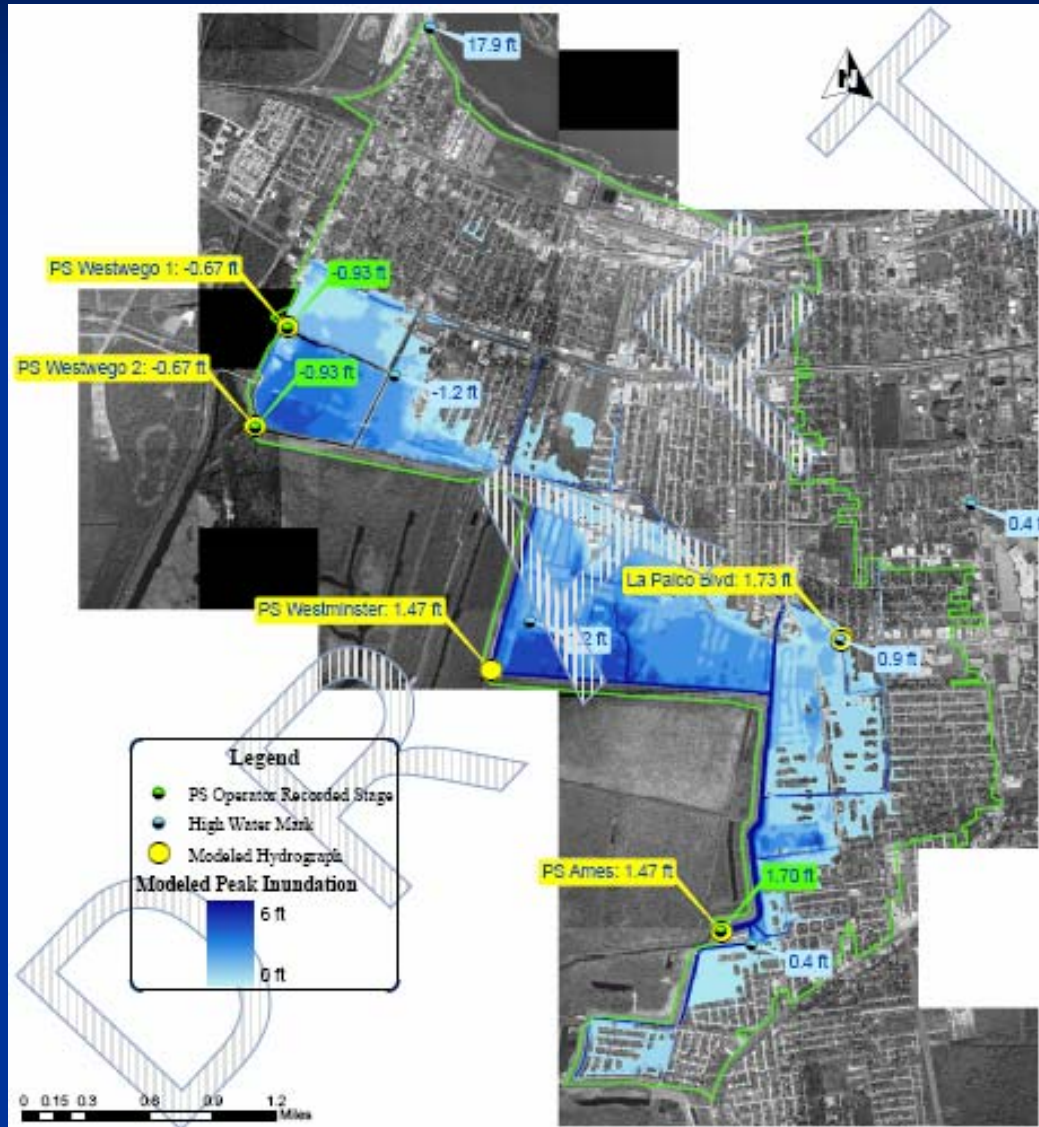 17.9 ft
N
PS Westwego 1: -0.67 ft
-0.93 ft
PS Westwego 2: -0.67 ft
-0.93 ft
-1.2 ft
0.4 f
La Palco Blvd: 1.73 ft
PS Westminster: 1.47 ft
.2 ft
0.9 ft
Legend
PS Operator Recorded Stage
High Water Mark
Modeled Hydrograph
Modeled Peak Inundation
6 ft
0 ft
PS Ames: 1.47 ft
1.70 ft
0.4 ft
0 0.15 0.3 0.6 0.9 1.2
Miles
DRAFT